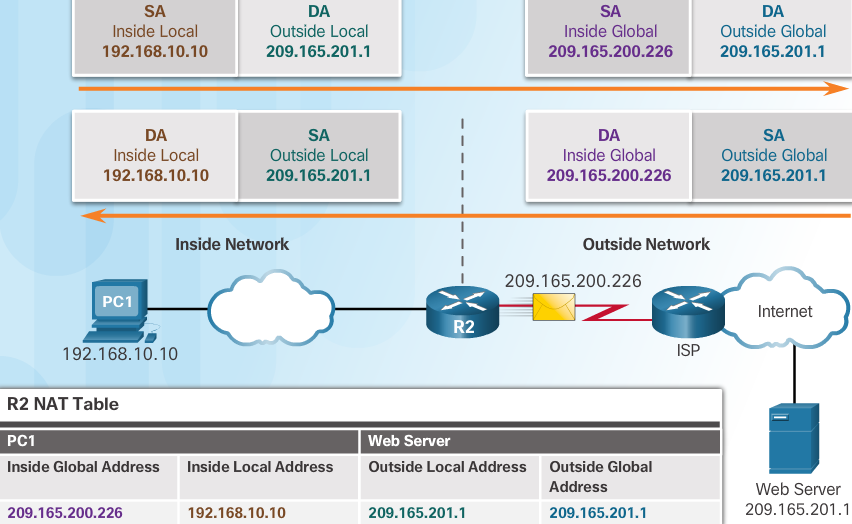 SA
Inside Local
192.168.10.10
DA
Outside Local
209.165.201.1
SA
Inside Global
209.165.200.226
DA
Outside Global
209.165.201.1
DA
Inside Local
192.168.10.10
SA
Outside Local
209.165.201.1
DA
Inside Global
209.165.200.226
SA
Outside Global
209.165.201.1
Inside Network
Outside Network
209.165.200.226
PC1
R2
Internet
192.168.10.10
ISP
R2 NAT Table
PC1
Web Server
Inside Global Address
Inside Local Address
Outside Local Address
Outside Global
Address
209.165.200.226
192.168.10.10
209.165.201.1
209.165.201.1
Web Server
209.165.201.1